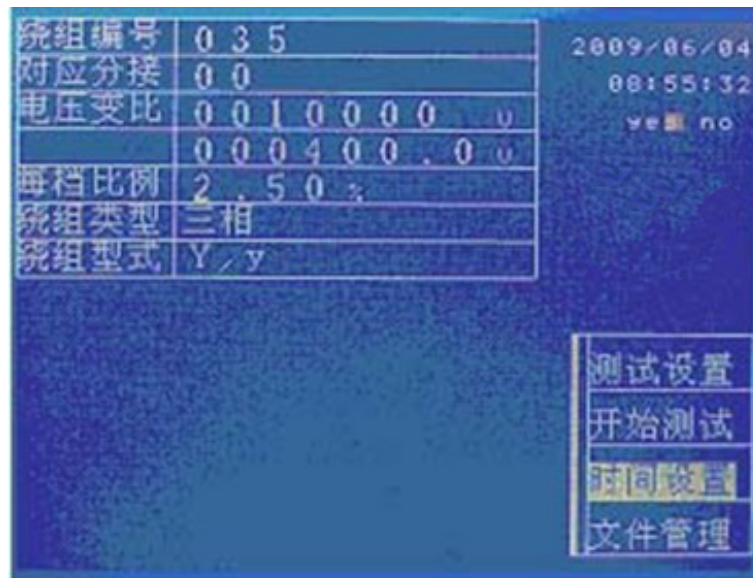 绕组编号 035
对应分接 00
电压变比 0010000 U
000400.0 U
每档比例 2.50%
绕组类型 三相
绕组型式 Y/y
2009/06/04
08:55:32
yes no
测试设置
开始测试
时间设置
文件管理